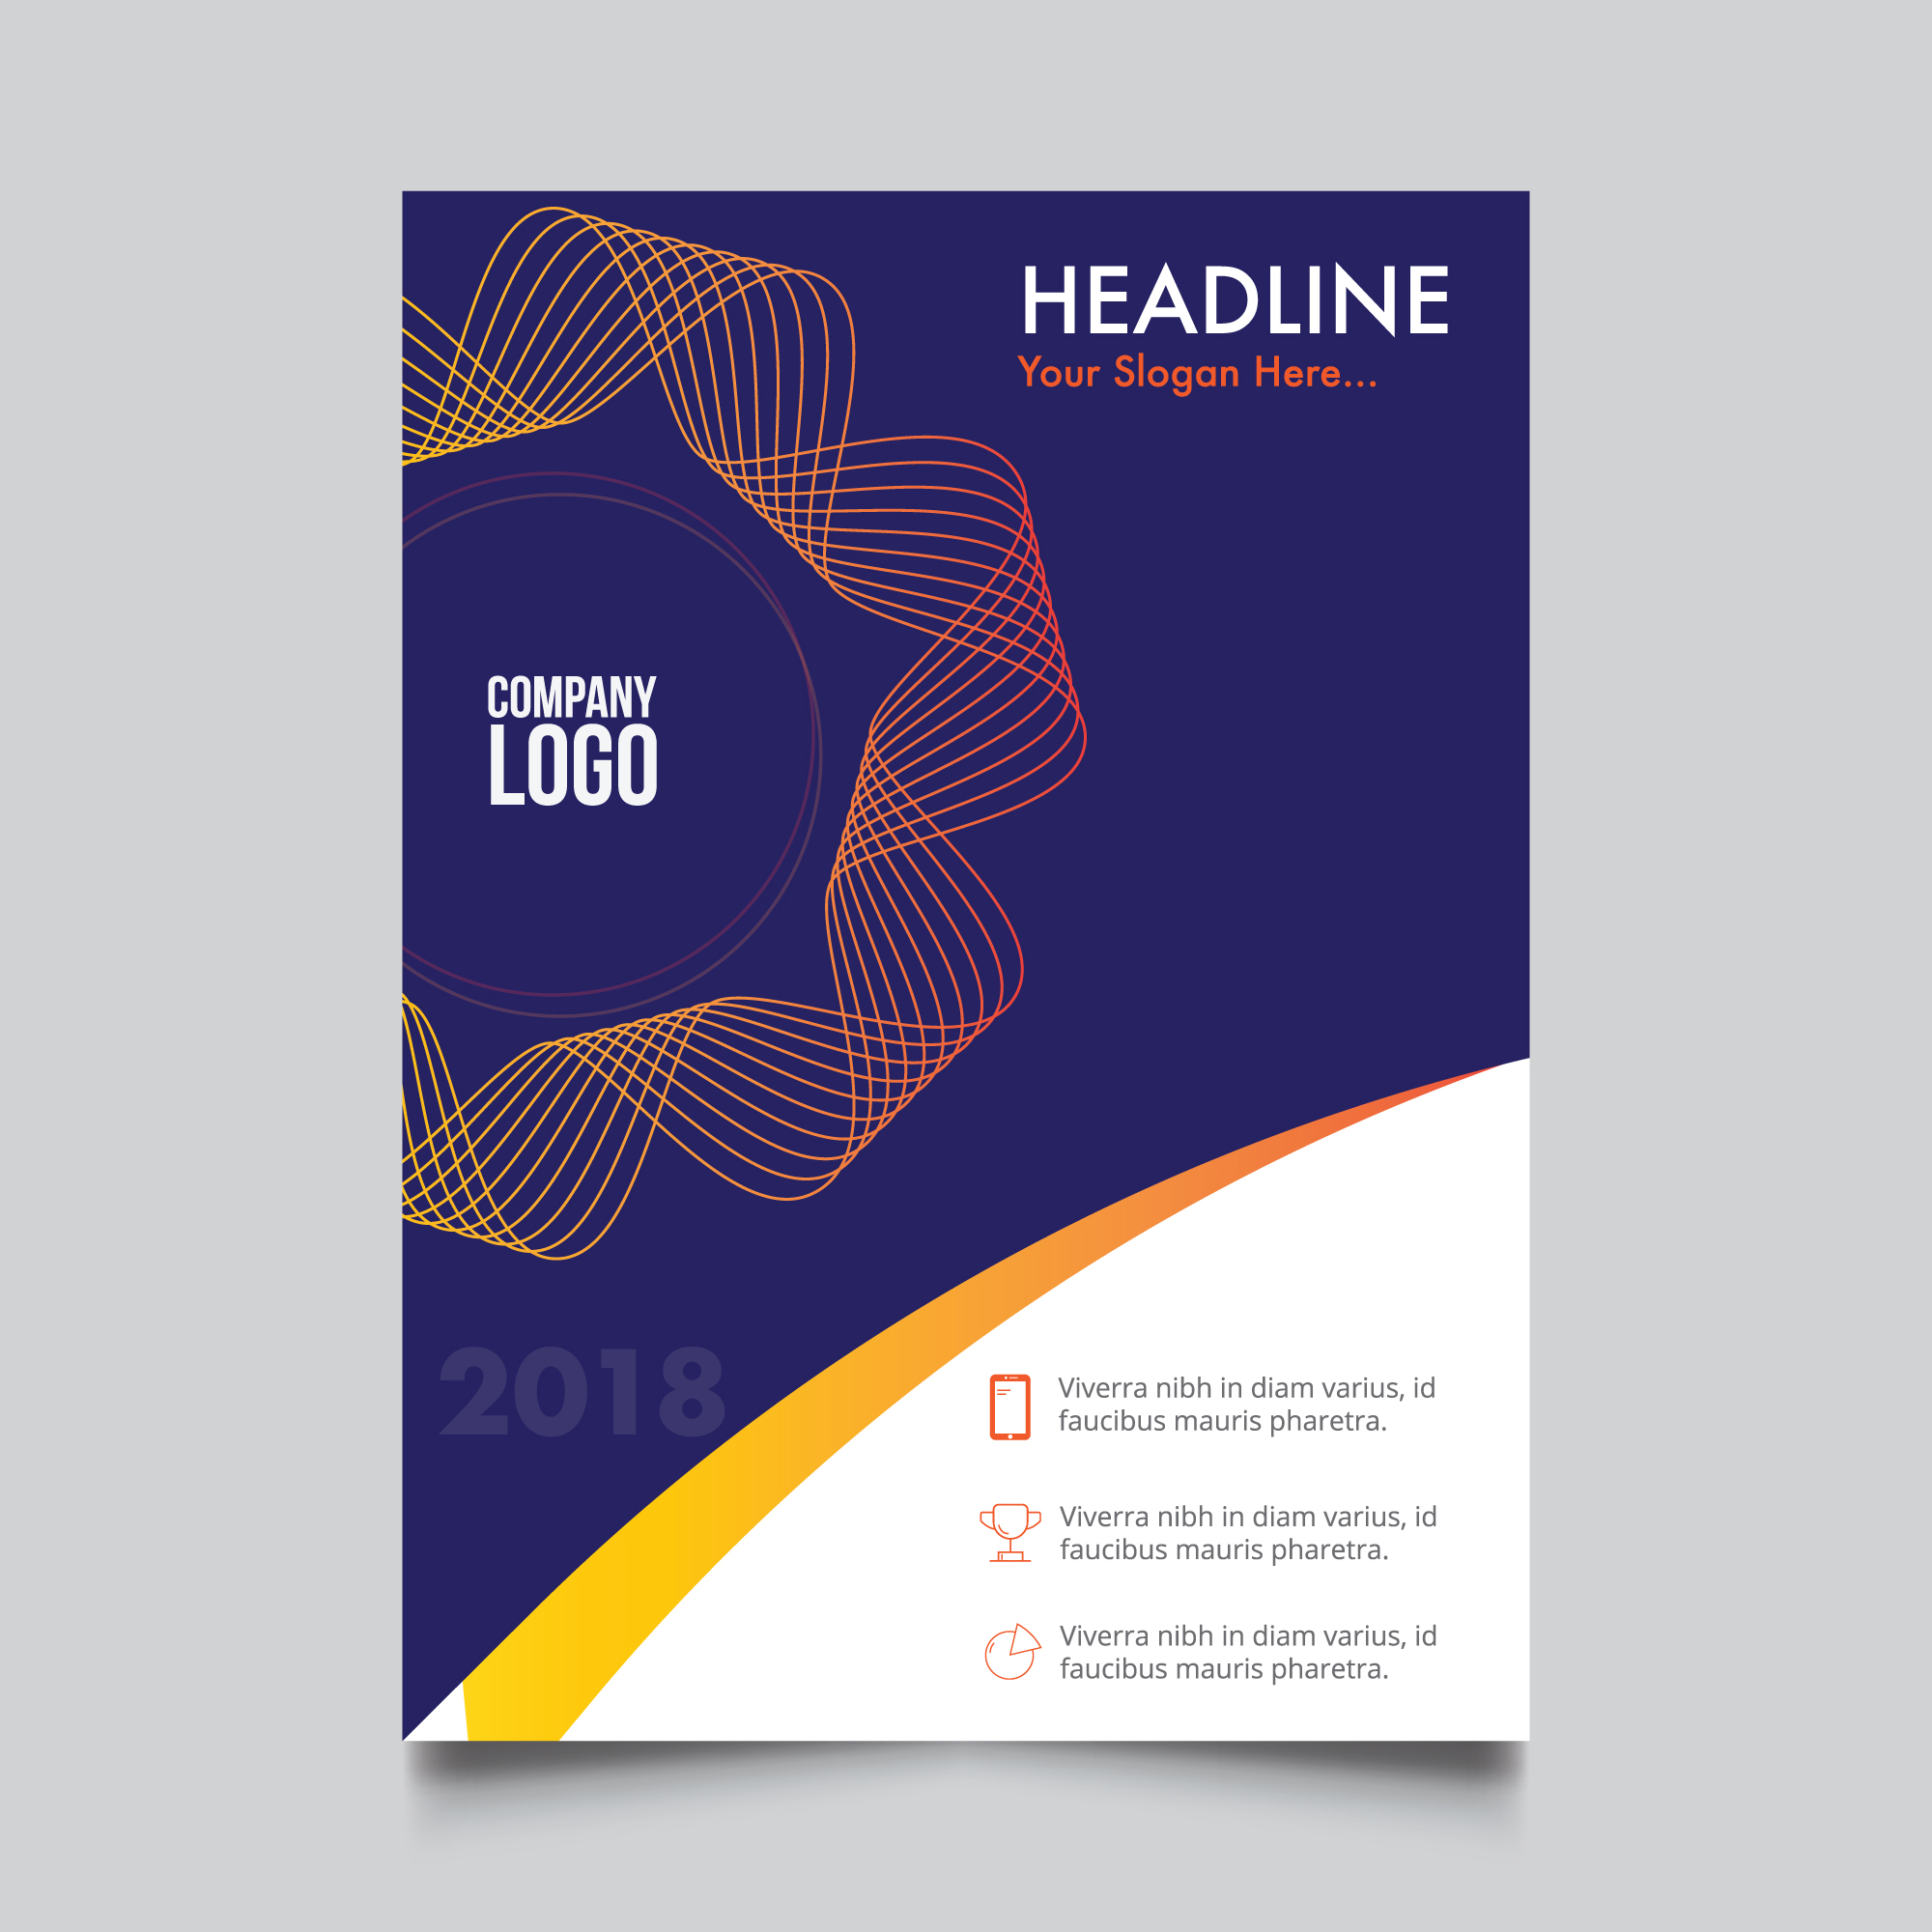 HEADLINE
Your Slogan Here...
COMPANY
LOGO
2018
Viverra nibh in diam varius, id
faucibus mauris pharetra.
Viverra nibh in diam varius, id
faucibus mauris pharetra.
Viverra nibh in diam varius, id
faucibus mauris pharetra.